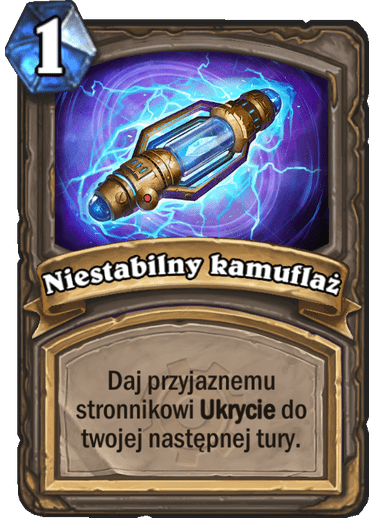 1
Niestabilny kamuflaż
Daj przyjaznemu
stronnikowi Ukrycie do
twojej następnej tury.